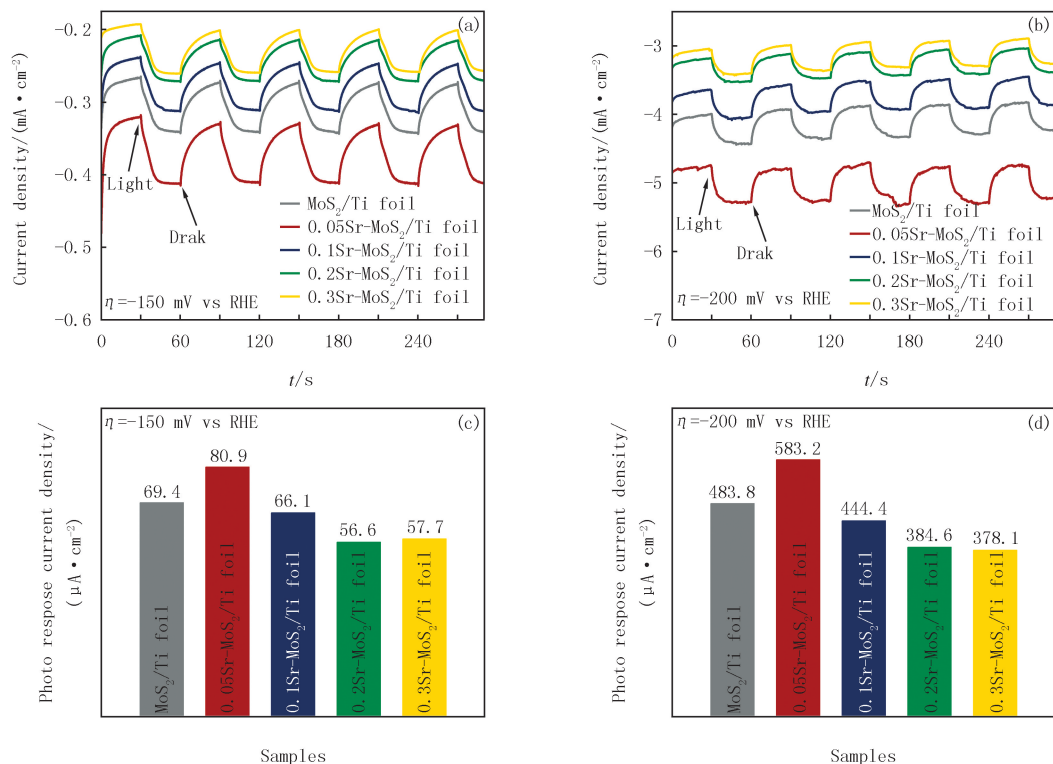 (a)
Current density/(mA•cm⁻²)
−0.2
−0.3
−0.4
−0.5
−0.6
Light
Drak
MoS₂/Ti foil
0.05Sr-MoS₂/Ti foil
0.1Sr-MoS₂/Ti foil
0.2Sr-MoS₂/Ti foil
0.3Sr-MoS₂/Ti foil
η=−150 mV vs RHE
0 60 120 180 240
t/s
(b)
Current density/(mA•cm⁻²)
−3
−4
−5
−6
−7
Light
Drak
MoS₂/Ti foil
0.05Sr-MoS₂/Ti foil
0.1Sr-MoS₂/Ti foil
0.2Sr-MoS₂/Ti foil
0.3Sr-MoS₂/Ti foil
η=−200 mV vs RHE
0 60 120 180 240
t/s
η=−150 mV vs RHE
(c)
Photo respose current density/
(μA•cm⁻²)
69.4
80.9
66.1
56.6
57.7
MoS₂/Ti foil
0.05Sr-MoS₂/Ti foil
0.1Sr-MoS₂/Ti foil
0.2Sr-MoS₂/Ti foil
0.3Sr-MoS₂/Ti foil
Samples
η=−200 mV vs RHE
(d)
Photo respose current density/
(μA•cm⁻²)
483.8
583.2
444.4
384.6
378.1
MoS₂/Ti foil
0.05Sr-MoS₂/Ti foil
0.1Sr-MoS₂/Ti foil
0.2Sr-MoS₂/Ti foil
0.3Sr-MoS₂/Ti foil
Samples